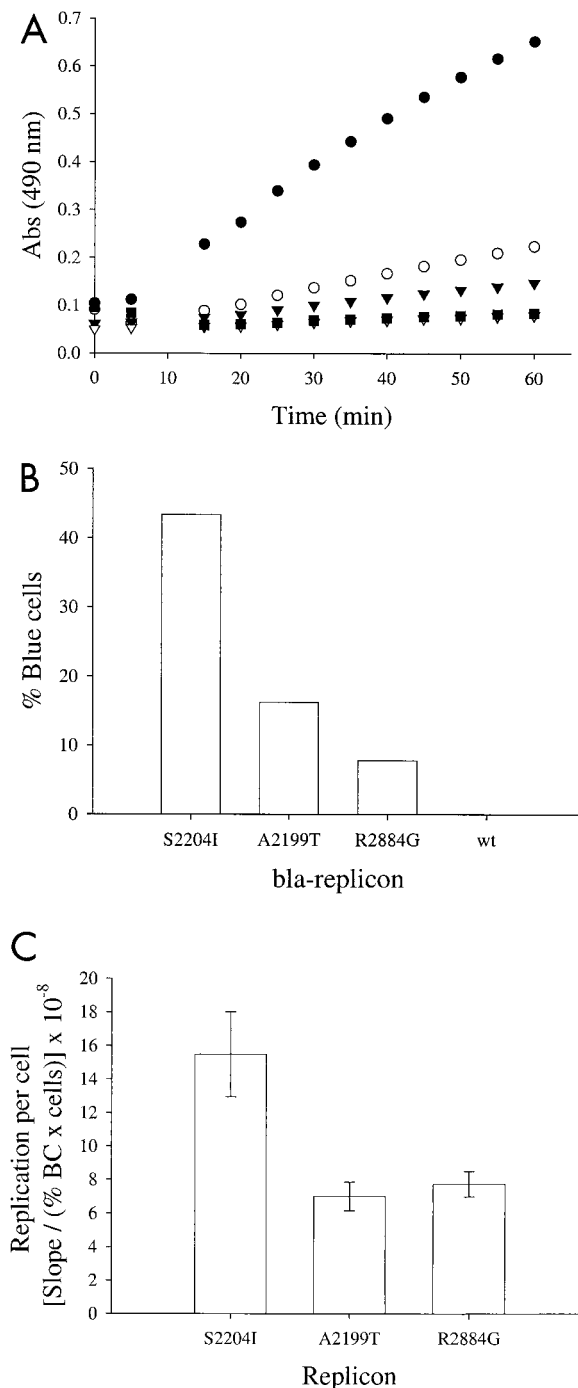 A
0.7
0.6
0.5
0.4
0.3
0.2
0.1
0.0
Abs (490 nm)
0 10 20 30 40 50 60
Time (min)
B
50
40
30
20
10
0
% Blue cells
S2204I A2199T R2884G wt
bla-replicon
C
20
18
16
14
12
10
8
6
4
2
0
Replication per cell
[Slope / (% BC x cells)] x 10-8
S2204I A2199T R2884G
Replicon